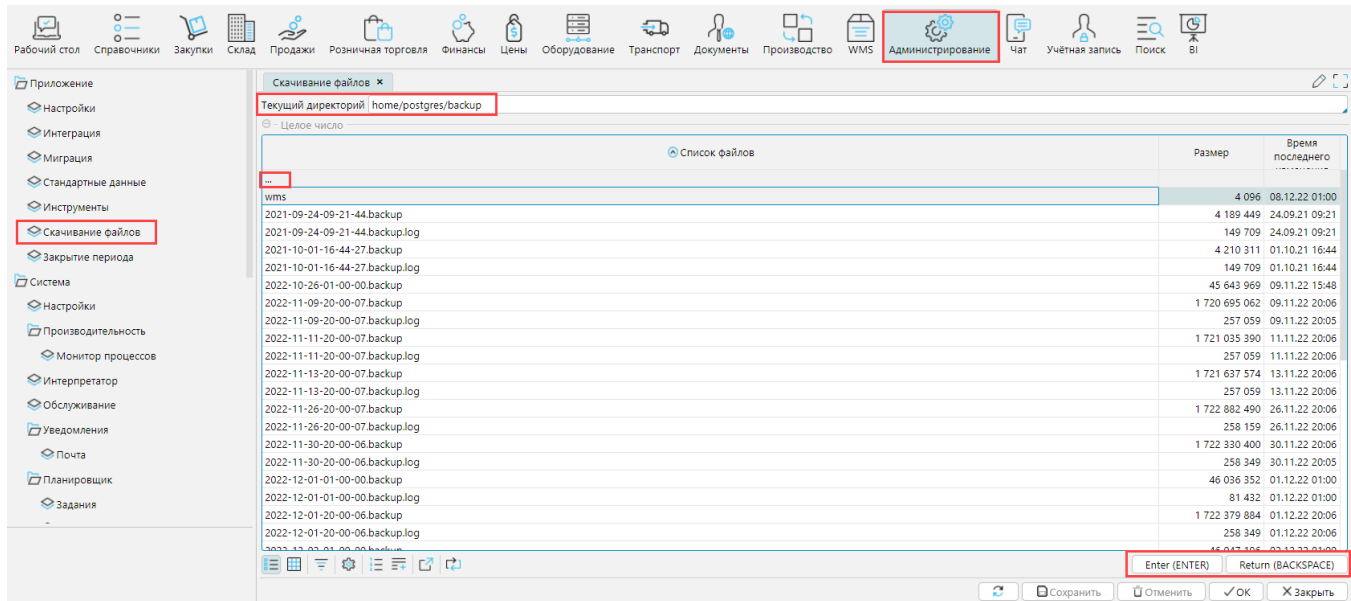 Рабочий стол Справочники Закупки Склад Продажи Розничная торговля Финансы Цены Оборудование Транспорт Документы Производство WMS Администрирование Чат Учётная запись Поиск BI
Приложение
Настройки
Интеграция
Миграция
Стандартные данные
Инструменты
Скачивание файлов
Закрытие периода
Система
Настройки
Производительность
Монитор процессов
Интерпретатор
Обслуживание
Уведомления
Почта
Планировщик
Задания
Скачивание файлов ×
Текущий директорий home/postgres/backup
Целое число
Список файлов Размер Время
последнего
...
wms 4 096 08.12.22 01:00
2021-09-24-09-21-44.backup 4 189 449 24.09.21 09:21
2021-09-24-09-21-44.backup.log 149 709 24.09.21 09:21
2021-10-01-16-44-27.backup 4 210 311 01.10.21 16:44
2021-10-01-16-44-27.backup.log 149 709 01.10.21 16:44
2022-10-26-01-00-00.backup 45 643 969 09.11.22 15:48
2022-11-09-20-00-07.backup 1 720 695 062 09.11.22 20:06
2022-11-09-20-00-07.backup.log 257 059 09.11.22 20:05
2022-11-11-20-00-07.backup 1 721 035 390 11.11.22 20:06
2022-11-11-20-00-07.backup.log 257 059 11.11.22 20:06
2022-11-13-20-00-07.backup 1 721 637 574 13.11.22 20:06
2022-11-13-20-00-07.backup.log 257 059 13.11.22 20:06
2022-11-26-20-00-07.backup 1 722 882 490 26.11.22 20:06
2022-11-26-20-00-07.backup.log 258 159 26.11.22 20:06
2022-11-30-20-00-06.backup 1 722 330 400 30.11.22 20:06
2022-11-30-20-00-06.backup.log 258 349 30.11.22 20:05
2022-12-01-01-00-00.backup 46 036 352 01.12.22 01:00
2022-12-01-01-00-00.backup.log 81 432 01.12.22 01:00
2022-12-01-20-00-06.backup 1 722 379 884 01.12.22 20:06
2022-12-01-20-00-06.backup.log 258 349 01.12.22 20:06
Enter (ENTER) Return (BACKSPACE)
Сохранить Отменить OK Закрыть